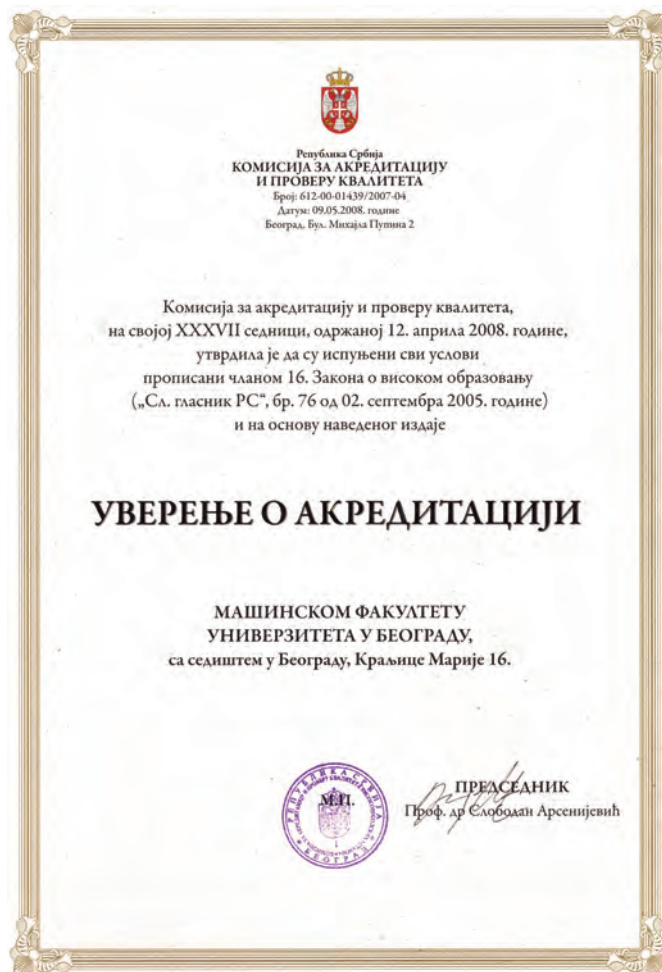 Република Србија
КОМИСИЈА ЗА АКРЕДИТАЦИЈУ
И ПРОВЕРУ КВАЛИТЕТА
Број: 612-00-01439/2007-04
Датум: 09.05.2008. године
Београд, Бул. Михајла Пупина 2
Комисија за акредитацију и проверу квалитета,
на својој XXXVII седници, одржаној 12. априла 2008. године,
утврдила је да су испуњени сви услови
прописани чланом 16. Закона о високом образовању
(„Сл. гласник РС“, бр. 76 од 02. септембра 2005. године)
и на основу наведеног издаје
УВЕРЕЊЕ О АКРЕДИТАЦИЈИ
МАШИНСКОМ ФАКУЛТЕТУ
УНИВЕРЗИТЕТА У БЕОГРАДУ,
са седиштем у Београду, Краљице Марије 16.
РЕПУБЛИКА СРБИЈА
М.П.
БЕОГРАД
ПРЕДСЕДНИК
Проф. др Слободан Арсенијевић